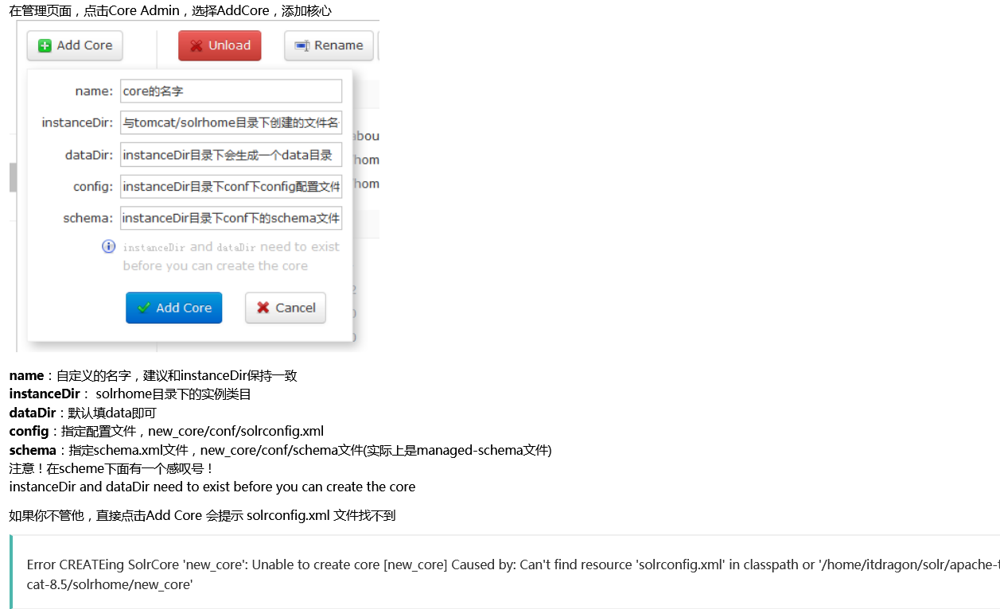 在管理页面，点击Core Admin，选择AddCore，添加核心
Add Core
Unload
Rename
name: core的名字
instanceDir: 与tomcat/solrhome目录下创建的文件名
dataDir: instanceDir目录下会生成一个data目录
config: instanceDir目录下conf下config配置文件
schema: instanceDir目录下conf下的schema文件
instanceDir and dataDir need to exist
before you can create the core
Add Core
Cancel
name：自定义的名字，建议和instanceDir保持一致
instanceDir： solrhome目录下的实例类目
dataDir：默认填data即可
config：指定配置文件，new_core/conf/solrconfig.xml
schema：指定schema.xml文件，new_core/conf/schema文件(实际上是managed-schema文件)
注意！在scheme下面有一个感叹号！
instanceDir and dataDir need to exist before you can create the core
如果你不管他，直接点击Add Core 会提示 solrconfig.xml 文件找不到
Error CREATEing SolrCore 'new_core': Unable to create core [new_core] Caused by: Can't find resource 'solrconfig.xml' in classpath or '/home/itdragon/solr/apache-t
cat-8.5/solrhome/new_core'